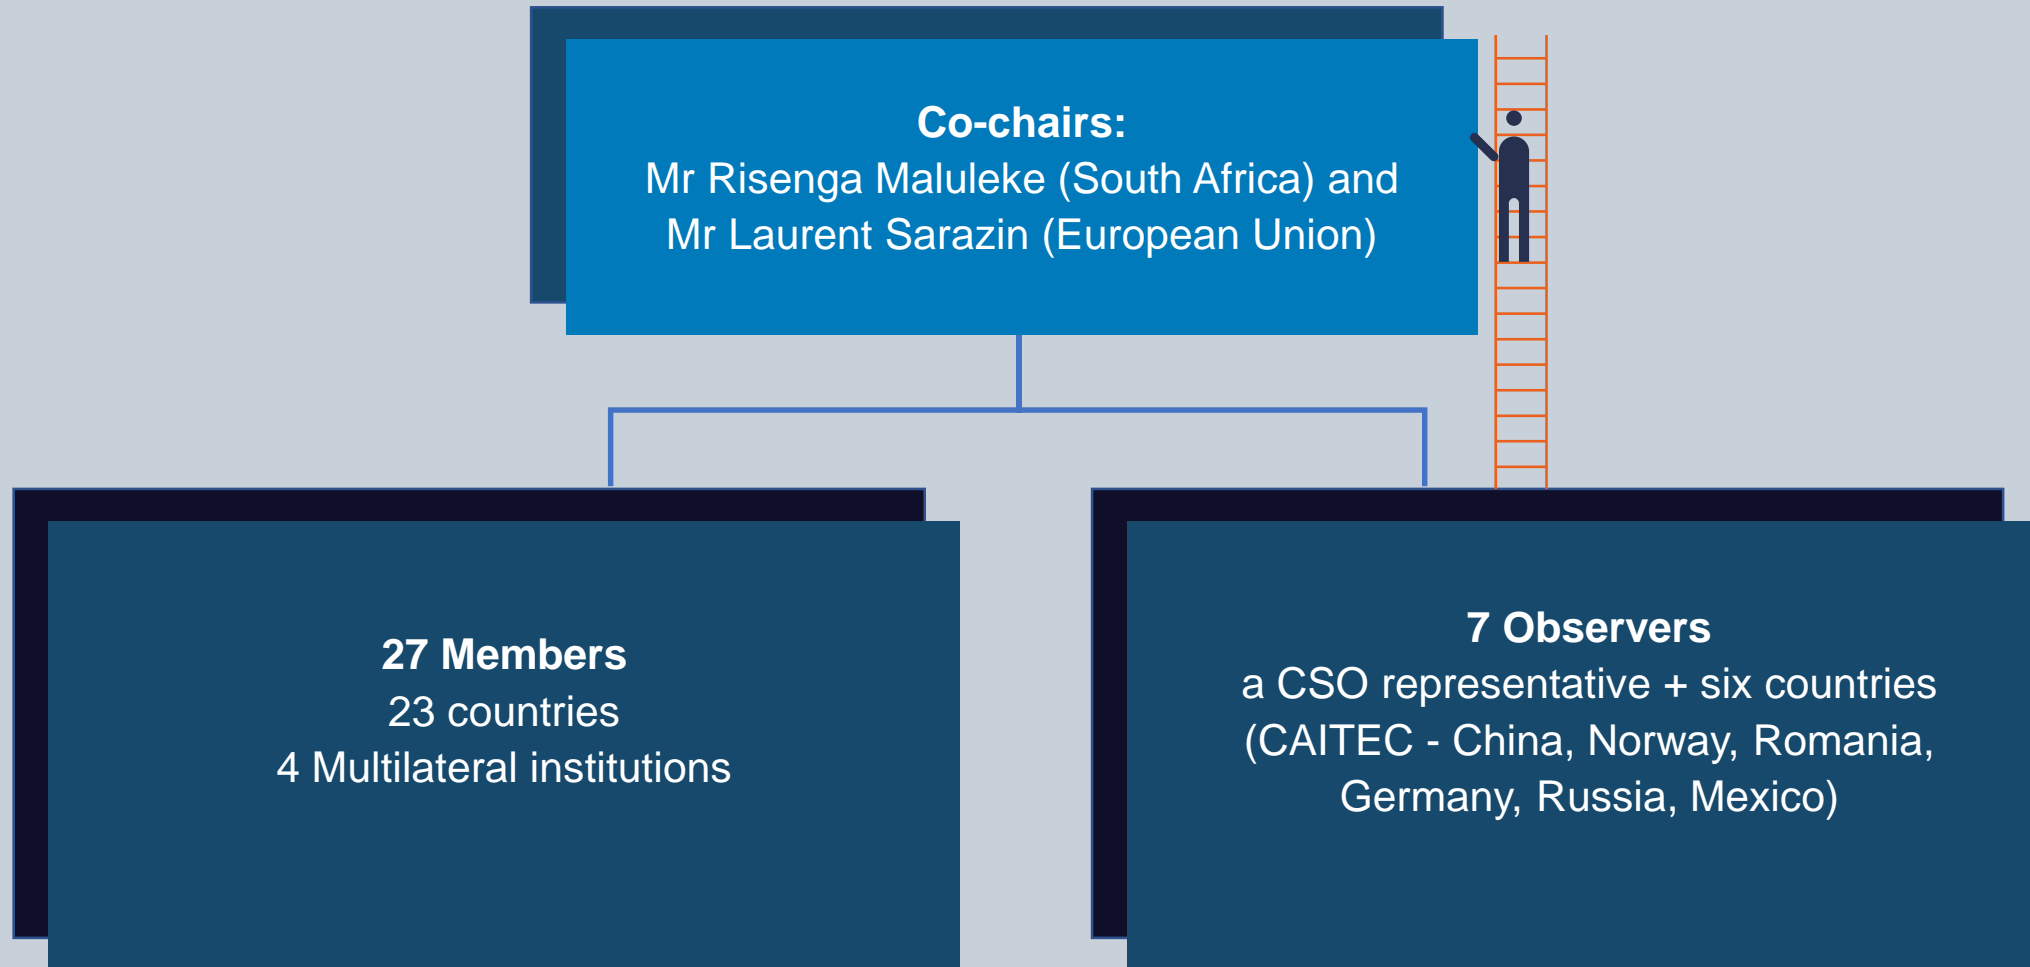 Co-chairs:
Mr Risenga Maluleke (South Africa) and
Mr Laurent Sarazin (European Union)
27 Members
23 countries
4 Multilateral institutions
7 Observers
a CSO representative + six countries
(CAITEC - China, Norway, Romania,
Germany, Russia, Mexico)